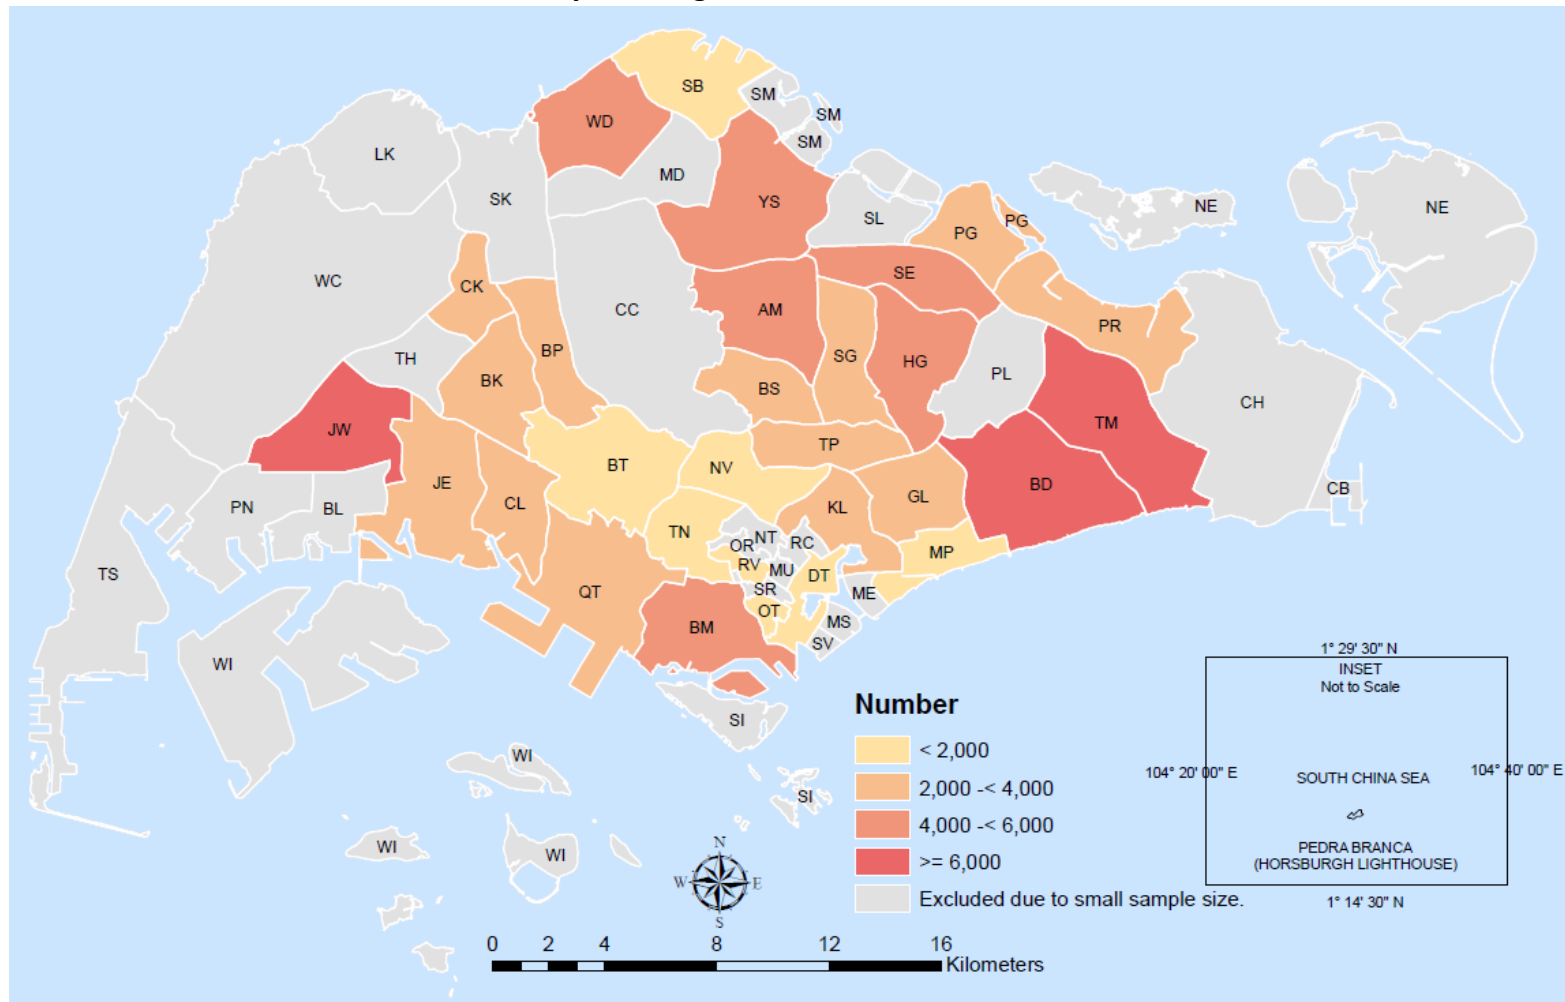 SB
SM
SM
SM
WD
LK
MD
SK
YS
SL
NE
NE
PG
PG
WC
CK
SE
CC
AM
PR
BP
SG
TH
BK
BS
HG
PL
CH
JW
TM
TP
BT
NV
JE
BD
CB
CL
GL
PN
BL
KL
TN
NT
OR
RC
RV
MU
DT
MP
TS
SR
ME
QT
OT
MS
BM
SV
WI
SI
WI
SI
WI
WI
Number
< 2,000
2,000 -< 4,000
4,000 -< 6,000
>= 6,000
Excluded due to small sample size.
1° 29' 30" N
INSET
Not to Scale
104° 20' 00" E
104° 40' 00" E
SOUTH CHINA SEA
PEDRA BRANCA
(HORSBURGH LIGHTHOUSE)
1° 14' 30" N
N
W
E
S
0 2 4 8 12 16
Kilometers